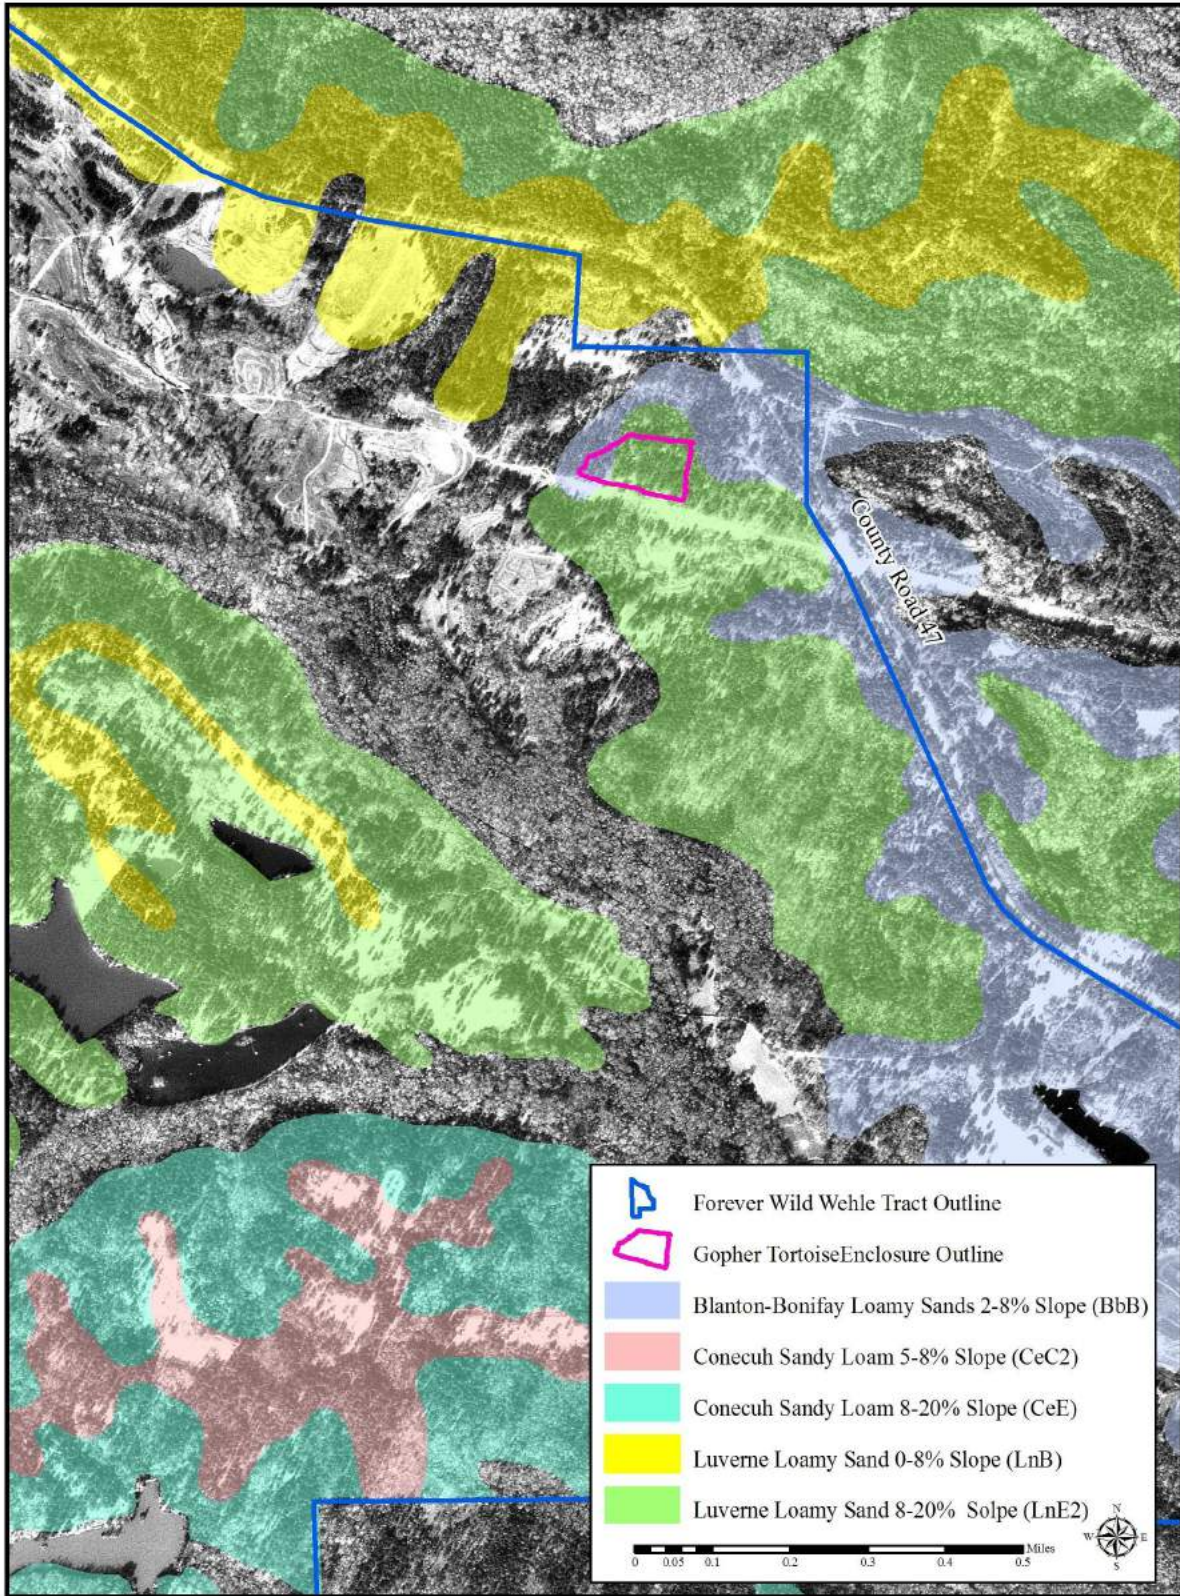 County Road 47
Forever Wild Wehle Tract Outline
Gopher TortoiseEnclosure Outline
Blanton-Bonifay Loamy Sands 2-8% Slope (BbB)
Conecuh Sandy Loam 5-8% Slope (CeC2)
Conecuh Sandy Loam 8-20% Slope (CeE)
Luverne Loamy Sand 0-8% Slope (LnB)
Luverne Loamy Sand 8-20% Solpe (LnE2)
N
W E
S
Miles
0 0.05 0.1 0.2 0.3 0.4 0.5